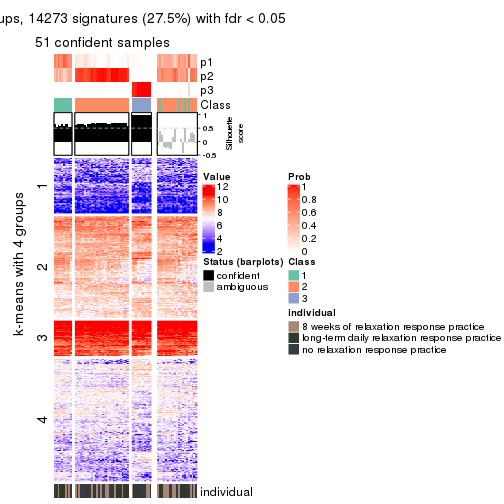 ups, 14273 signatures (27.5%) with fdr < 0.05
51 confident samples
p1
p2
p3
Class
1
0.5
0
-0.5
Silhouette
score
k-means with 4 groups
1
2
3
4
Value
12
10
8
6
4
2
Prob
1
0.8
0.6
0.4
0.2
0
Status (barplots)
confident
ambiguous
Class
1
2
3
individual
8 weeks of relaxation response practice
long-term daily relaxation response practice
no relaxation response practice
individual